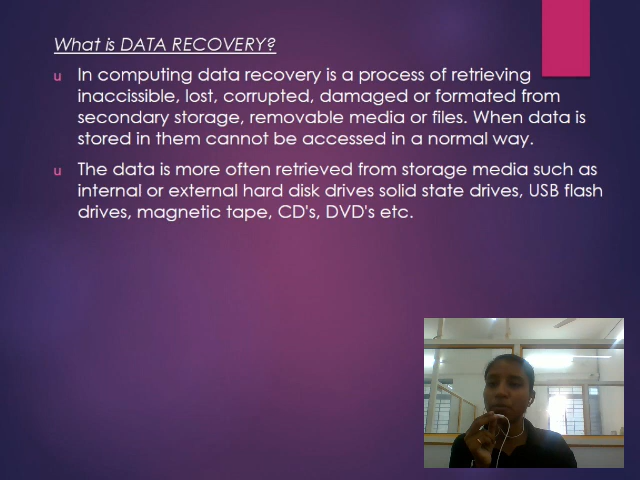 What is DATA RECOVERY?
u In computing data recovery is a process of retrieving
inaccissible, lost, corrupted, damaged or formated from
secondary storage, removable media or files. When data is
stored in them cannot be accessed in a normal way.
u The data is more often retrieved from storage media such as
internal or external hard disk drives solid state drives, USB flash
drives, magnetic tape, CD's, DVD's etc.